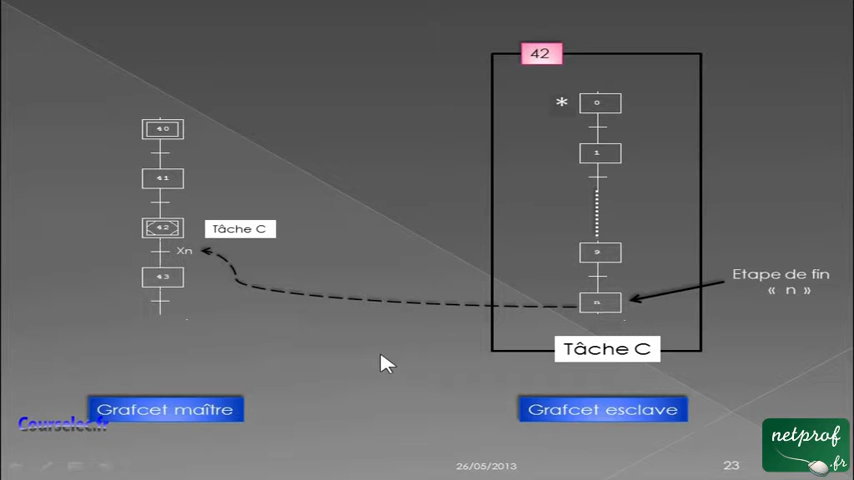 42
*
0
1
9
n
Tâche C
Etape de fin
« n »
40
41
42
Tâche C
Xn
43
Grafcet maître
Grafcet esclave
Courselec.fr
26/05/2013
23
netprof
.fr